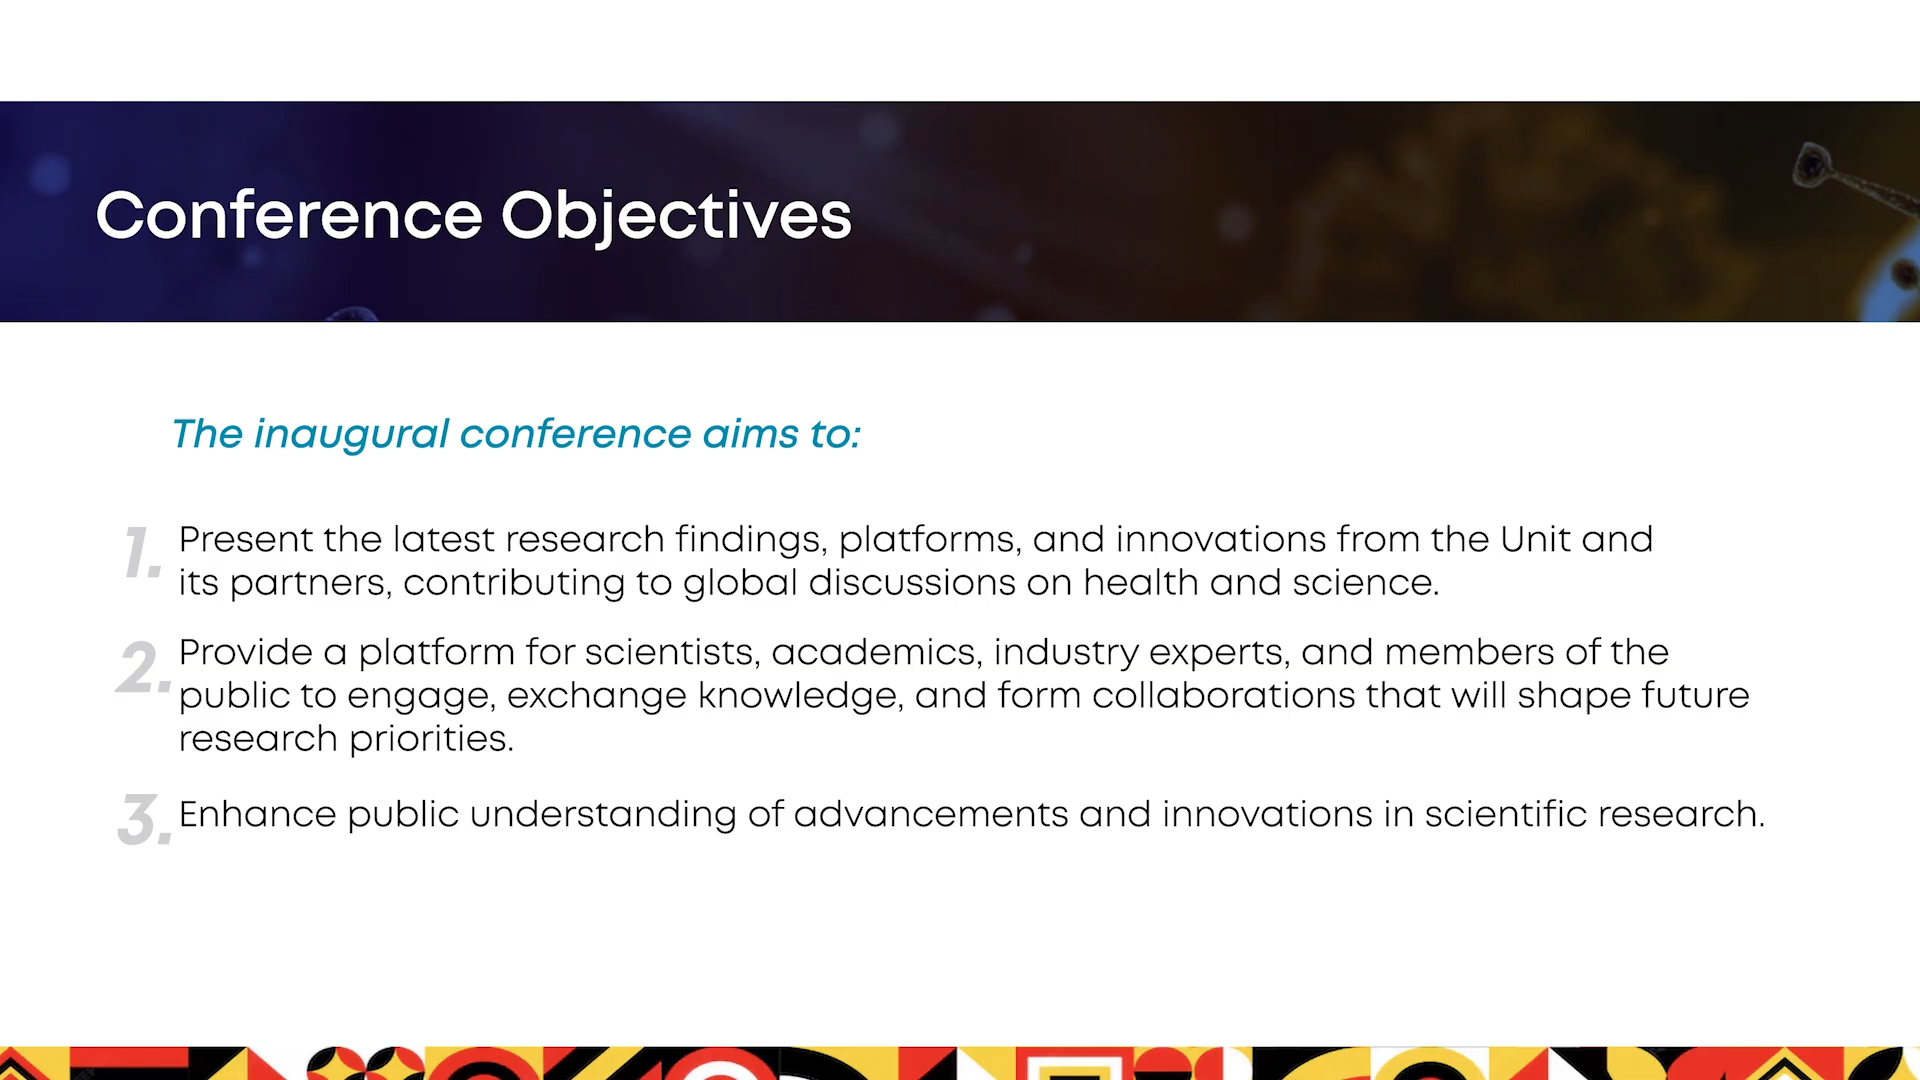 Conference Objectives
The inaugural conference aims to:
1. Present the latest research findings, platforms, and innovations from the Unit and
its partners, contributing to global discussions on health and science.
2. Provide a platform for scientists, academics, industry experts, and members of the
public to engage, exchange knowledge, and form collaborations that will shape future
research priorities.
3. Enhance public understanding of advancements and innovations in scientific research.